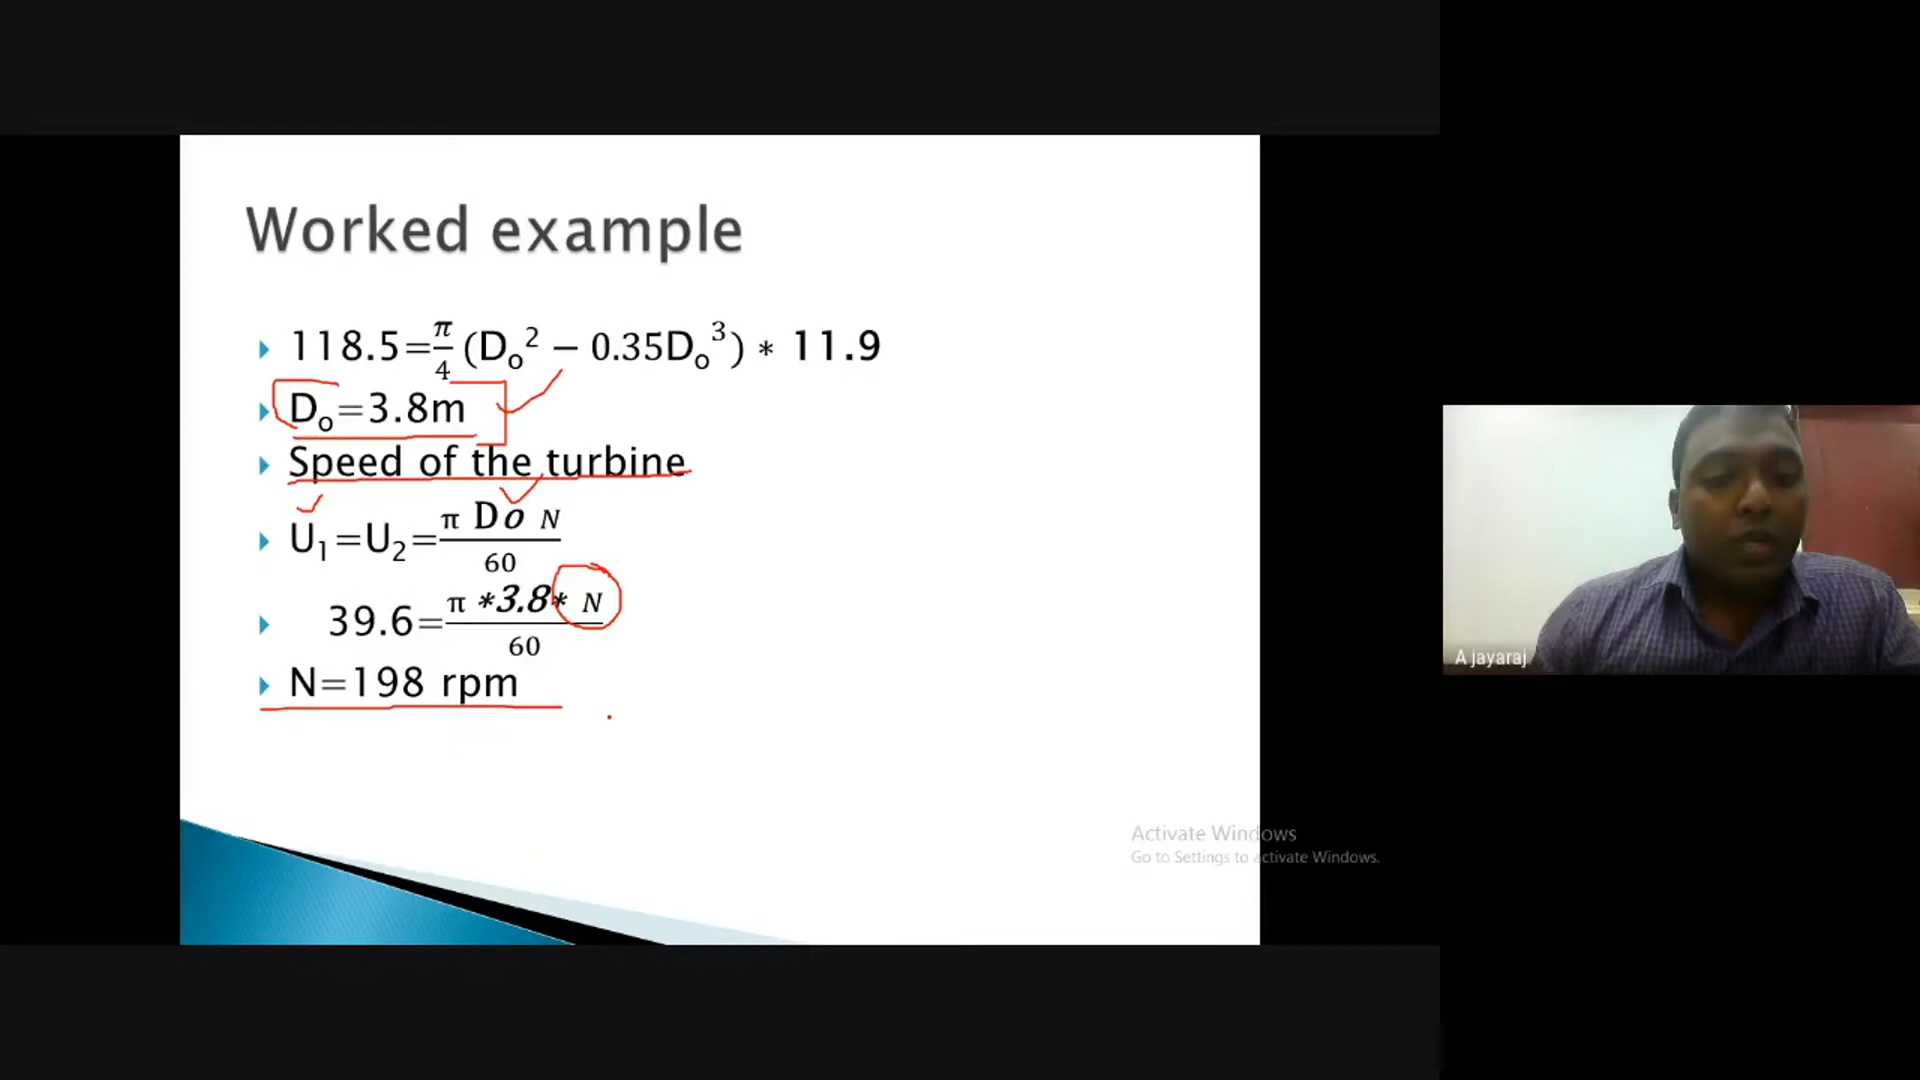 Worked example
118.5=π/4 (Dₒ² − 0.35Dₒ³) * 11.9
Dₒ=3.8m
Speed of the turbine
U₁=U₂=π Do N/60
39.6=π *3.8* N/60
N=198 rpm
Activate Windows
Go to Settings to activate Windows.
A jayaraj